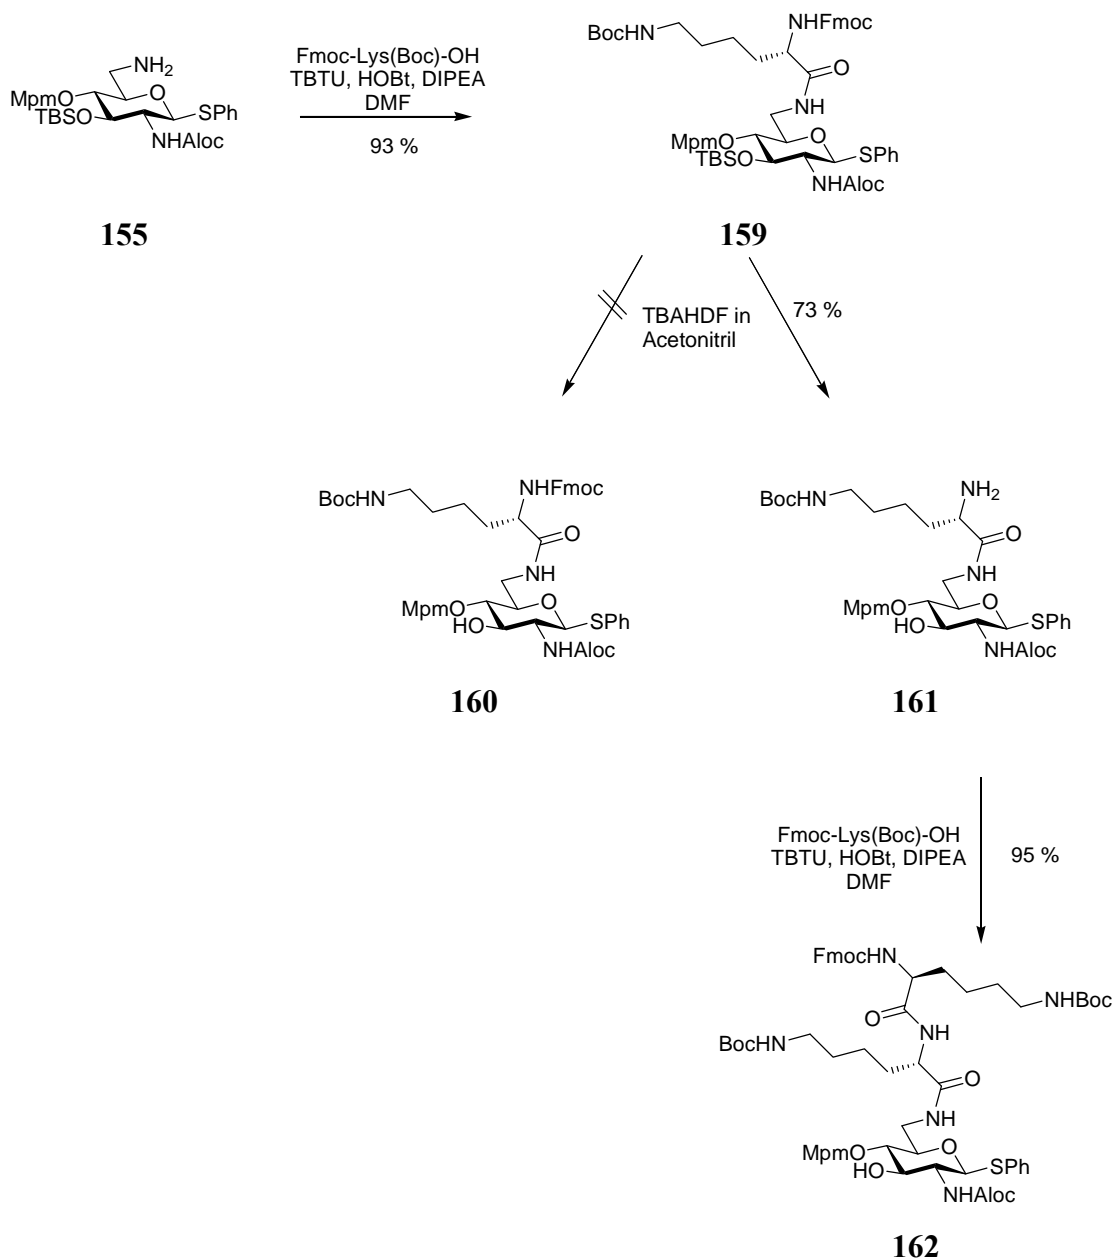 NH2
MpmO
TBSO
O
SPh
NHAloc
155
Fmoc-Lys(Boc)-OH
TBTU, HOBt, DIPEA
DMF
93 %
BocHN
NHFmoc
O
NH
MpmO
TBSO
O
SPh
NHAloc
159
TBAHDF in
Acetonitril
73 %
BocHN
NHFmoc
O
NH
MpmO
HO
O
SPh
NHAloc
160
BocHN
NH2
O
NH
MpmO
HO
O
SPh
NHAloc
161
Fmoc-Lys(Boc)-OH
TBTU, HOBt, DIPEA
DMF
95 %
FmocHN
NHBoc
O
NH
BocHN
O
NH
MpmO
HO
O
SPh
NHAloc
162